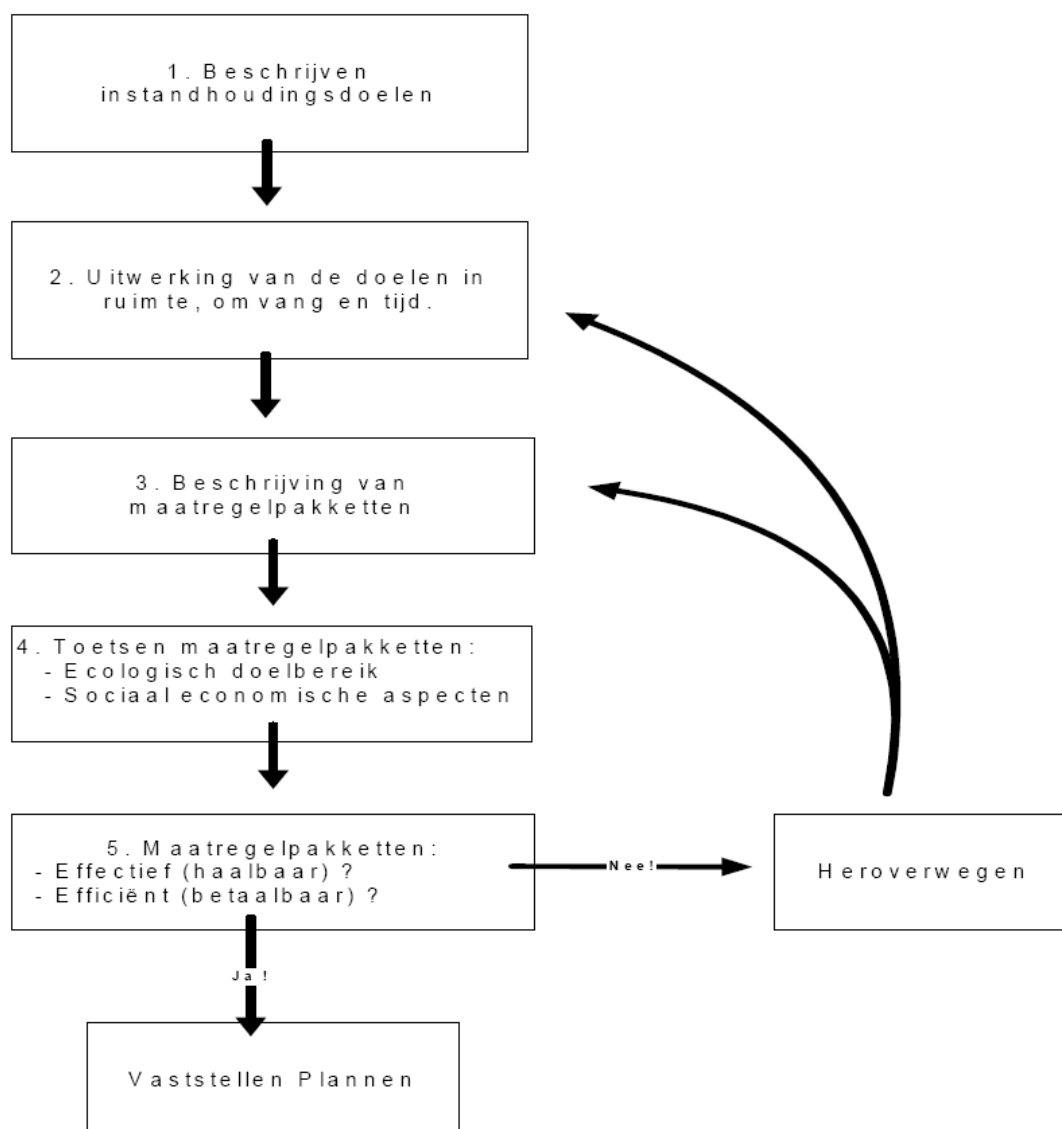 1. Beschrijven
instandhoudingsdoelen
2. Uitwerking van de doelen in
ruimte, omvang en tijd.
3. Beschrijving van
maatregelpakketten
4. Toetsen maatregelpakketten:
- Ecologisch doelbereik
- Sociaal economische aspecten
5. Maatregelpakketten:
- Effectief (haalbaar) ?
- Efficiënt (betaalbaar) ?
Nee!
Heroverwegen
Ja!
Vaststellen Plannen